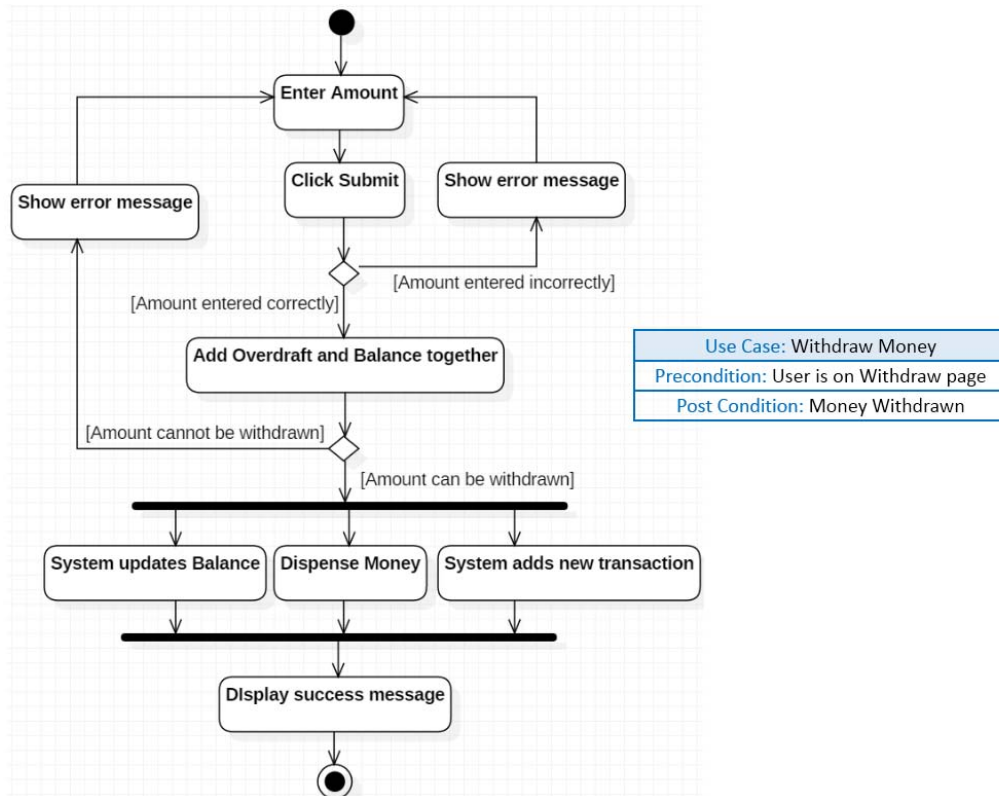 Enter Amount
Click Submit
Show error message
Show error message
[Amount entered incorrectly]
[Amount entered correctly]
Add Overdraft and Balance together
Use Case: Withdraw Money
Precondition: User is on Withdraw page
Post Condition: Money Withdrawn
[Amount cannot be withdrawn]
[Amount can be withdrawn]
System updates Balance
Dispense Money
System adds new transaction
DIsplay success message